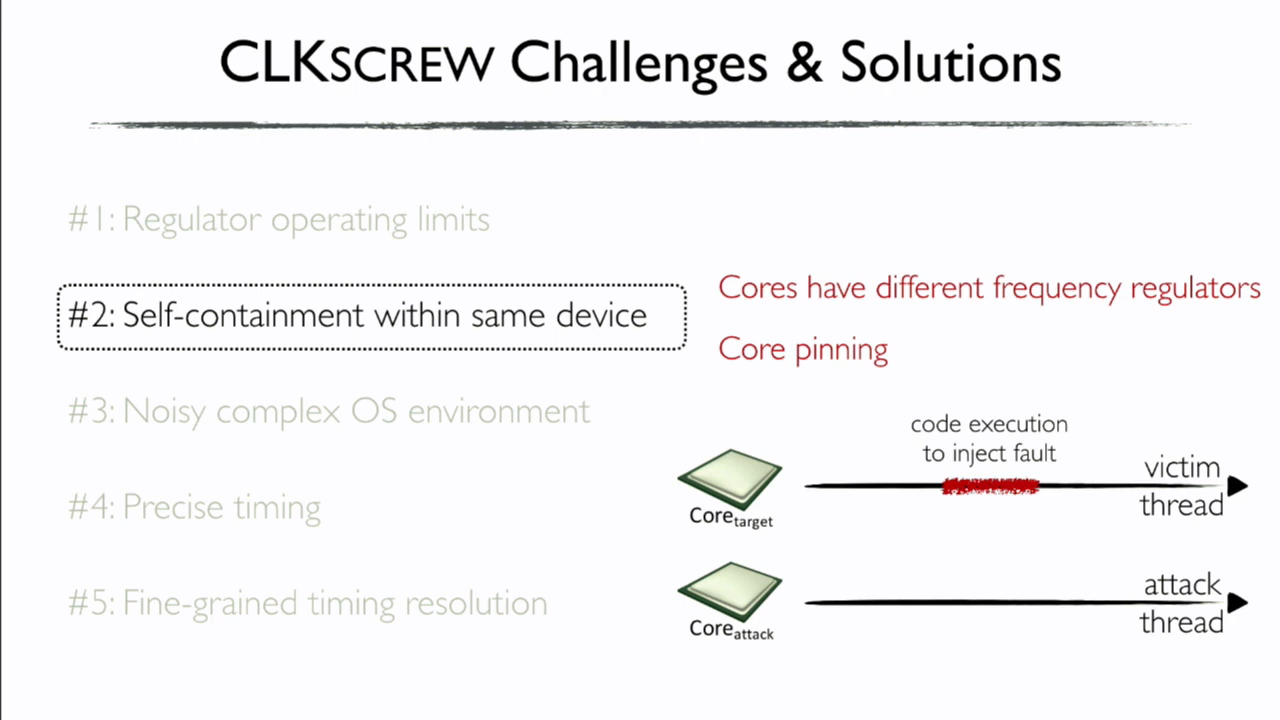 CLKSCREW Challenges & Solutions
#1: Regulator operating limits
#2: Self-containment within same device
Cores have different frequency regulators
Core pinning
#3: Noisy complex OS environment
#4: Precise timing
#5: Fine-grained timing resolution
code execution
to inject fault
Coretarget
victim
thread
Coreattack
attack
thread